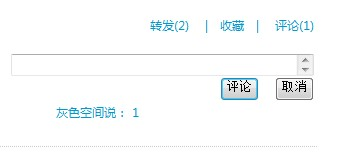 转发(2) | 收藏 | 评论(1)
评论 取消
灰色空间说： 1